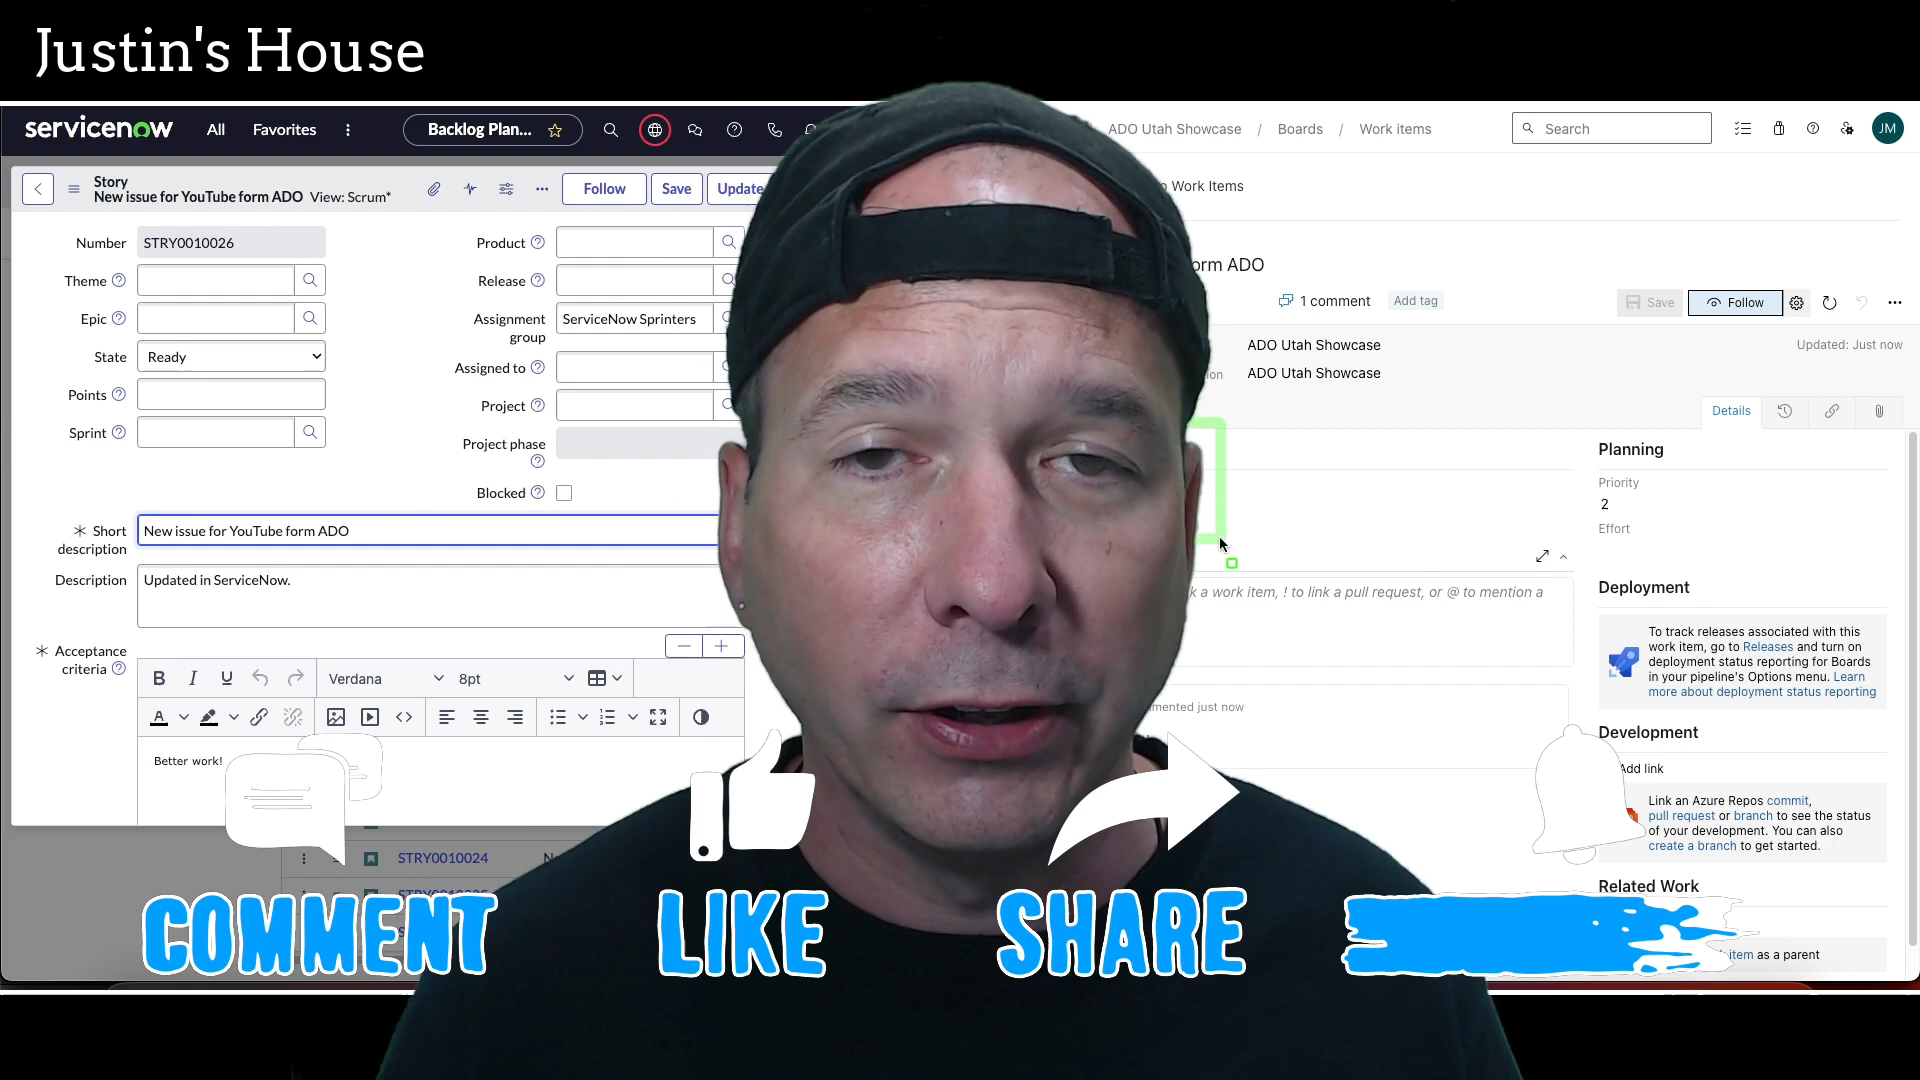 Justin's House
servicenow All Favorites Backlog Plan...
Story
New issue for YouTube form ADO View: Scrum*
Follow Save Update
Number STRY0010026
Theme
Epic
State Ready
Points
Sprint
Product
Release
Assignment
group
ServiceNow Sprinters
Assigned to
Project
Project phase
Blocked
Short
description
New issue for YouTube form ADO
Description Updated in ServiceNow.
Acceptance
criteria
B I U Verdana 8pt
A
Better work!
STRY0010024
ADO Utah Showcase / Boards / Work items
Search
JM
Work Items
orm ADO
1 comment Add tag
Save Follow
ADO Utah Showcase
ADO Utah Showcase
Updated: Just now
Details
Planning
Priority
2
Effort
k a work item, ! to link a pull request, or @ to mention a
mented just now
Deployment
To track releases associated with this
work item, go to Releases and turn on
deployment status reporting for Boards
in your pipeline's Options menu. Learn
more about deployment status reporting
Development
Add link
Link an Azure Repos commit,
pull request or branch to see the status
of your development. You can also
create a branch to get started.
Related Work
item as a parent
COMMENT LIKE SHARE